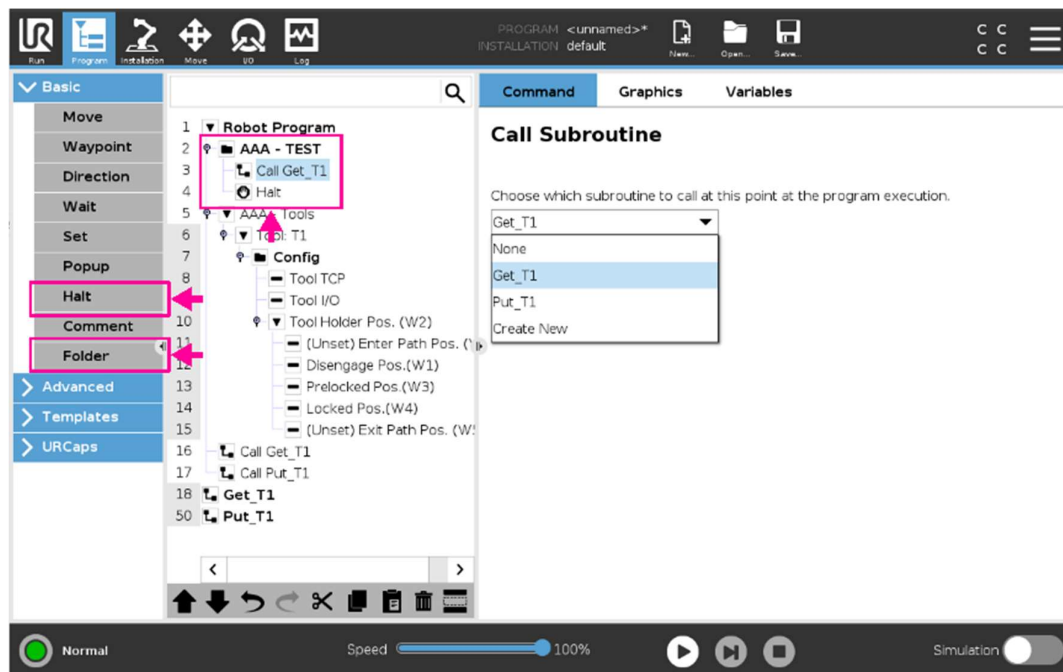 UR
PROGRAM <unnamed>*
INSTALLATION default
C C
C C
Run
Program
Installation
Move
I/O
Log
New...
Open...
Save...
Basic
Move
Waypoint
Direction
Wait
Set
Popup
Halt
Comment
Folder
Advanced
Templates
URCaps
1 Robot Program
2 AAA - TEST
3 Call Get_T1
4 Halt
5 AAA - Tools
6 Tool: T1
7 Config
8 Tool TCP
9 Tool I/O
10 Tool Holder Pos. (W2)
11 (Unset) Enter Path Pos. (
12 Disengage Pos.(W1)
13 Prelocked Pos.(W3)
14 Locked Pos.(W4)
15 (Unset) Exit Path Pos. (W
16 Call Get_T1
17 Call Put_T1
18 Get_T1
50 Put_T1
Command Graphics Variables
Call Subroutine
Choose which subroutine to call at this point at the program execution.
Get_T1
None
Get_T1
Put_T1
Create New
Normal
Speed
100%
Simulation